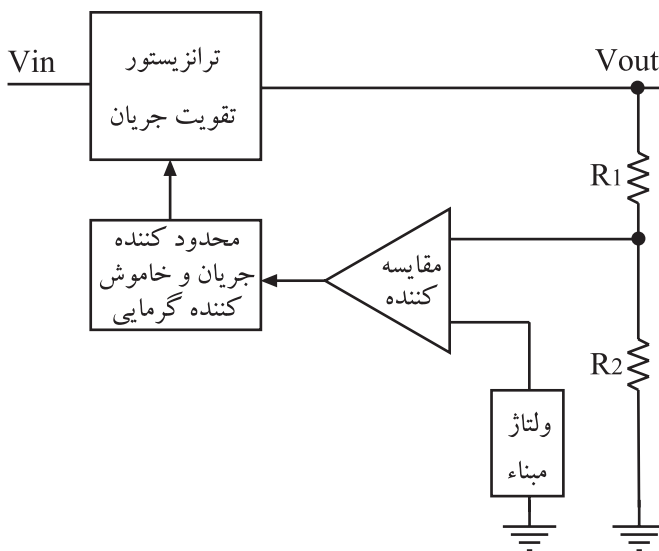 Vin
ترانزیستور
تقویت جریان
Vout
R1
محدود کننده
جریان و خاموش
کننده گرمایی
مقایسه
کننده
R2
ولتاژ
مبناء